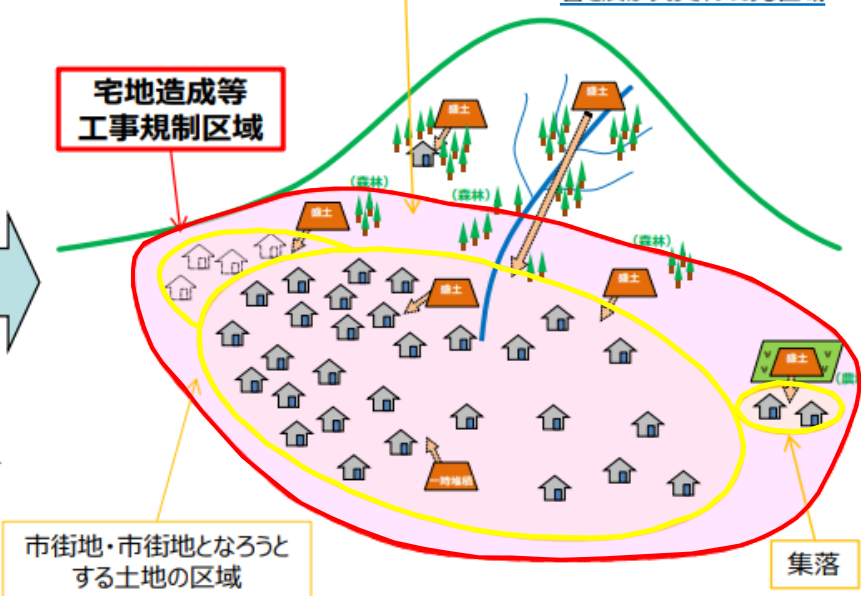 宅地造成等
工事規制区域
盛土
盛土
(森林)
(森林)
盛土
(森林)
盛土
盛土
盛土
一時堆積
市街地・市街地となろうと
する土地の区域
集落